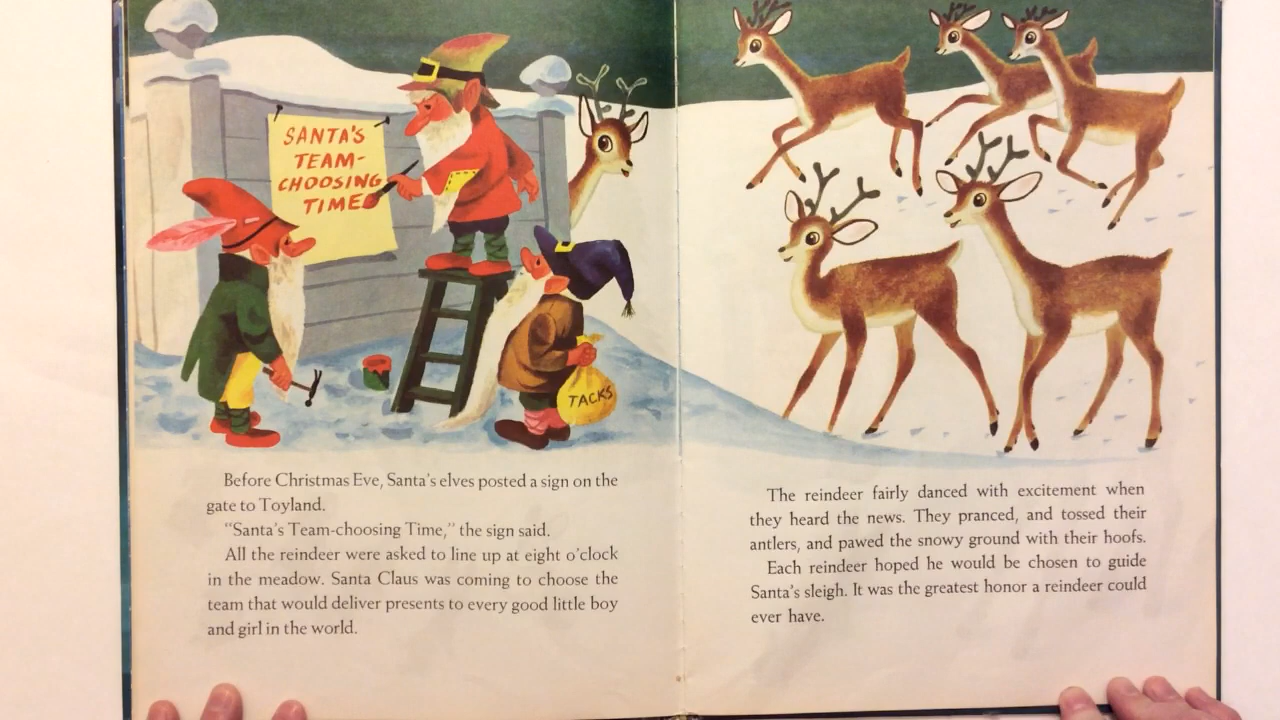 SANTA'S
TEAM-
CHOOSING
TIME
TACKS
Before Christmas Eve, Santa's elves posted a sign on the
gate to Toyland.
"Santa's Team-choosing Time," the sign said.
All the reindeer were asked to line up at eight o'clock
in the meadow. Santa Claus was coming to choose the
team that would deliver presents to every good little boy
and girl in the world.
The reindeer fairly danced with excitement when
they heard the news. They pranced, and tossed their
antlers, and pawed the snowy ground with their hoofs.
Each reindeer hoped he would be chosen to guide
Santa's sleigh. It was the greatest honor a reindeer could
ever have.